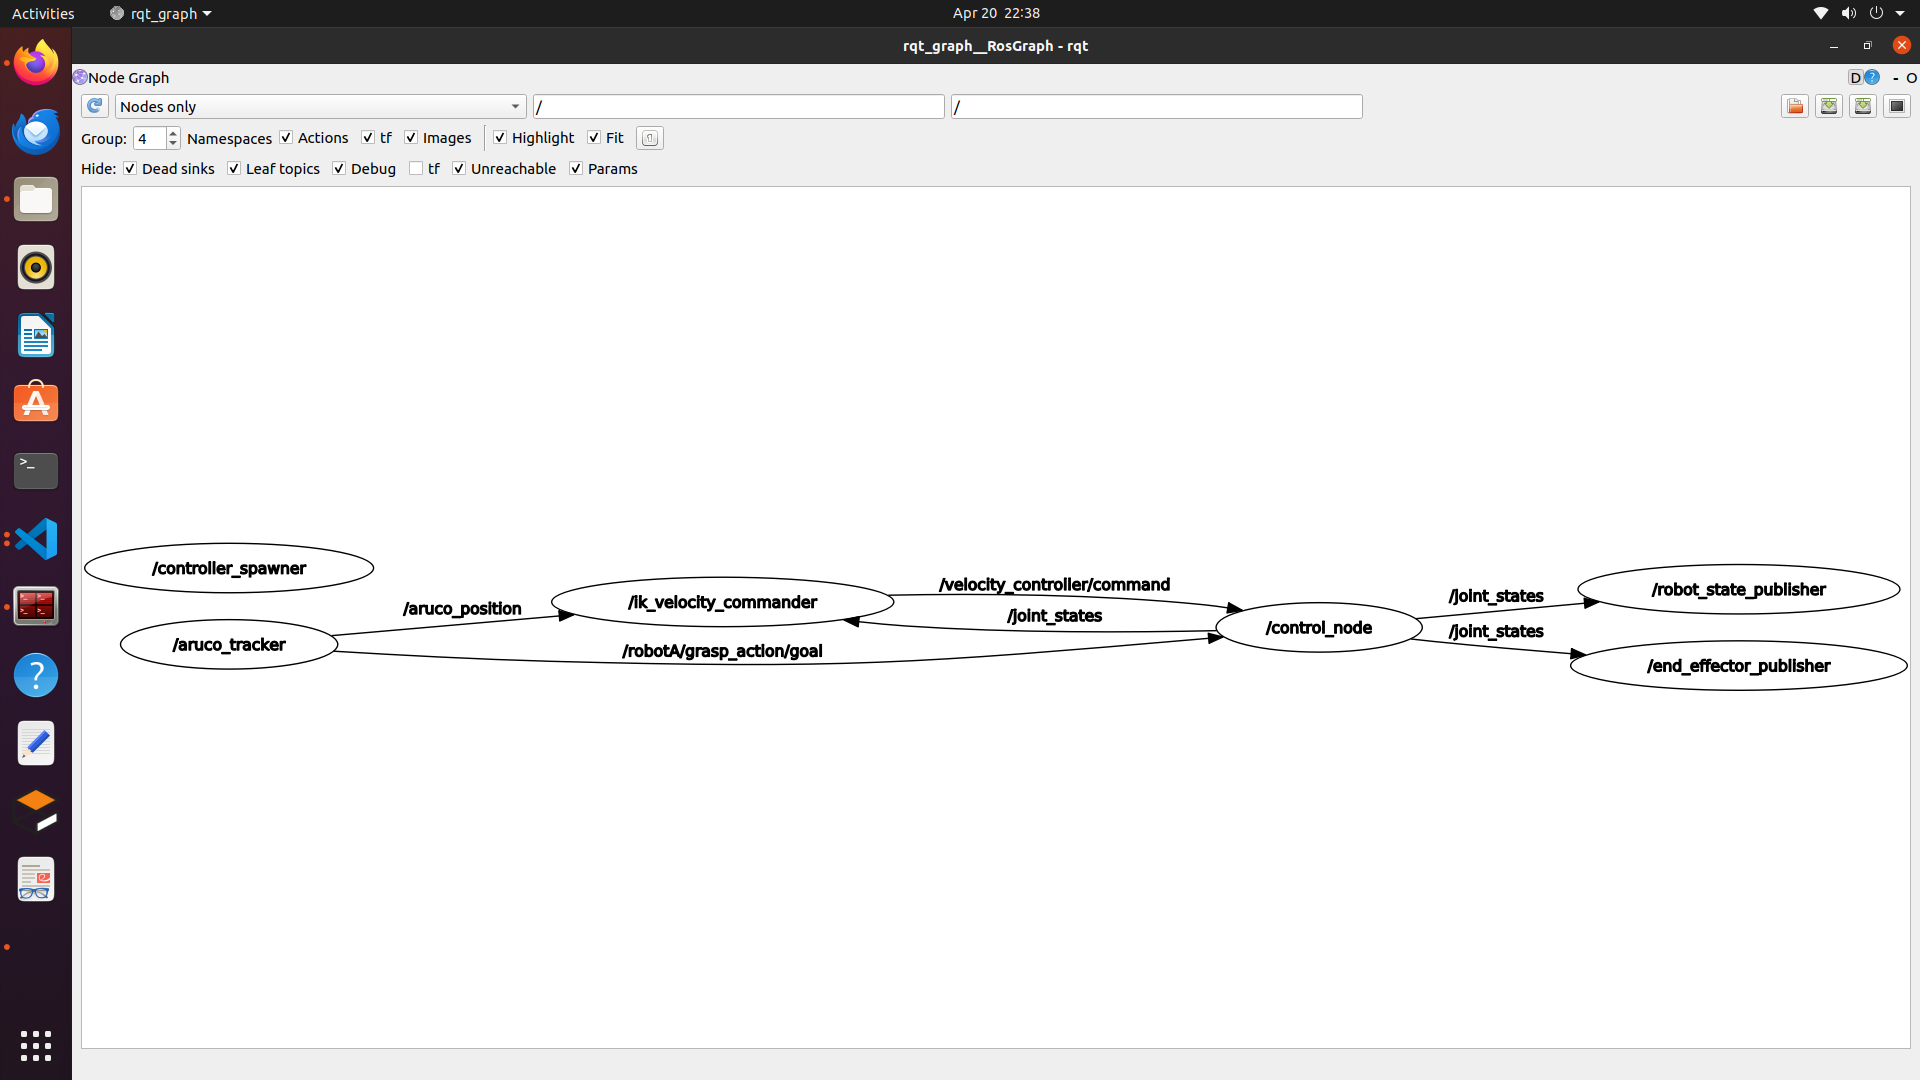 Activities rqt_graph Apr 20 22:38
rqt_graph__RosGraph - rqt
Node Graph D ? - O
Nodes only / /
Group: 4 Namespaces Actions tf Images Highlight Fit
Hide: Dead sinks Leaf topics Debug tf Unreachable Params
/controller_spawner
/aruco_tracker
/aruco_position
/ik_velocity_commander
/velocity_controller/command
/joint_states
/robotA/grasp_action/goal
/control_node
/joint_states
/joint_states
/robot_state_publisher
/end_effector_publisher